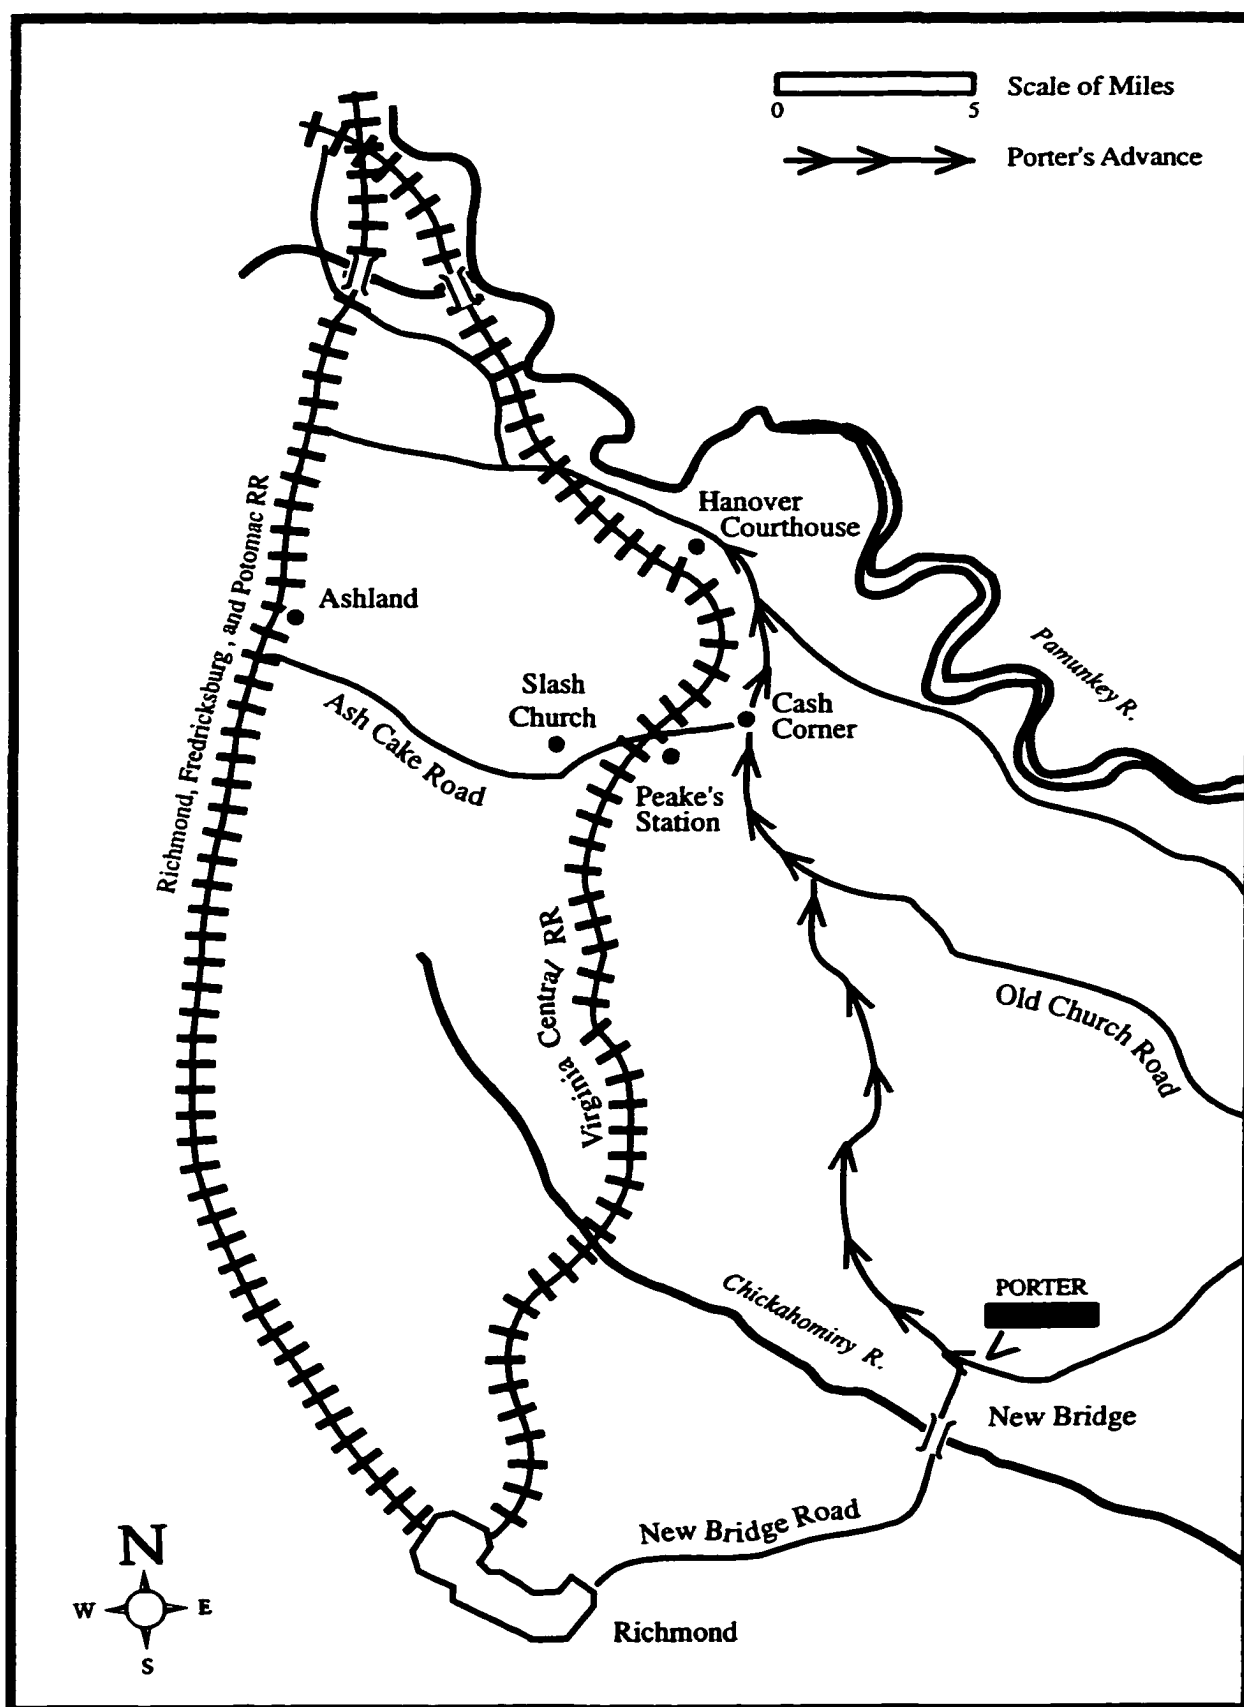 Scale of Miles
0 5
Porter's Advance
Hanover
Courthouse
Richmond, Fredricksburg, and Potomac RR
Ashland
Pamunkey R.
Slash
Church
Cash
Corner
Ash Cake Road
Peake's
Station
Virginia Central RR
Old Church Road
Chickahominy R.
PORTER
New Bridge
New Bridge Road
N
W E
S
Richmond